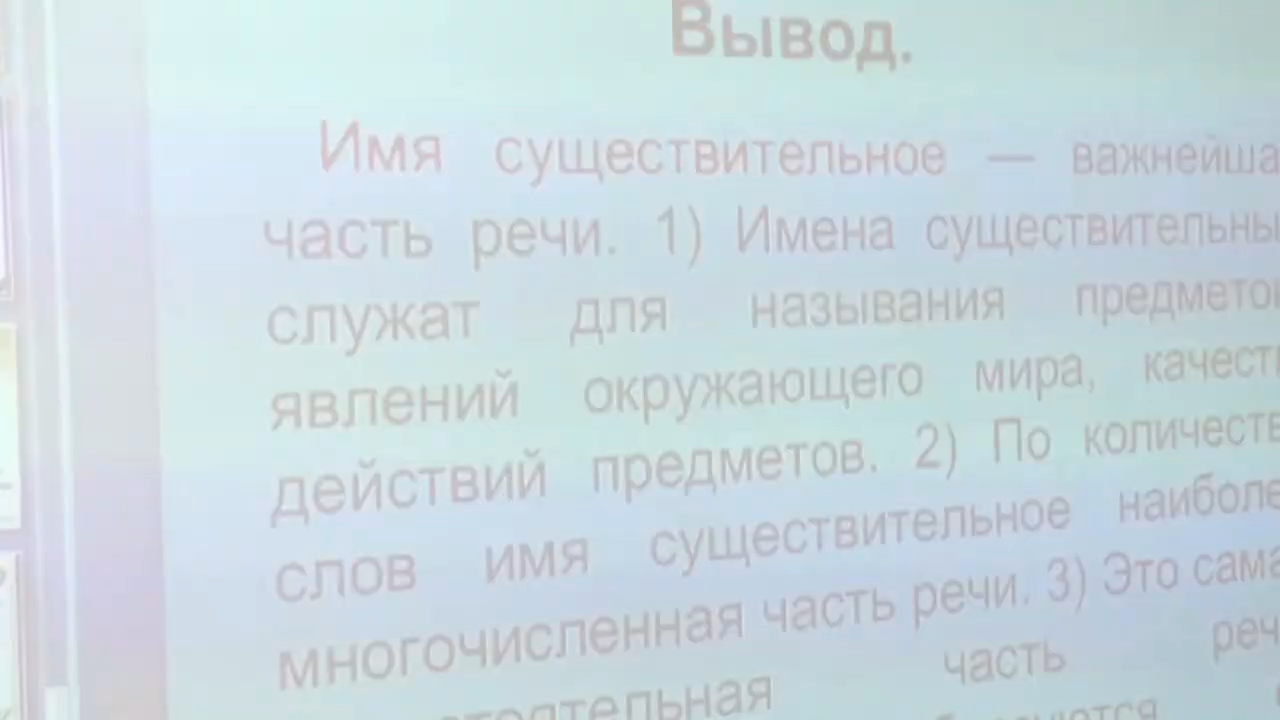 Вывод.
Имя существительное — важнейша
часть речи. 1) Имена существительны
служат для называния предметов
явлений окружающего мира, качеств
действий предметов. 2) По количеств
слов имя существительное наиболе
многочисленная часть речи. 3) Это сама
часть реч